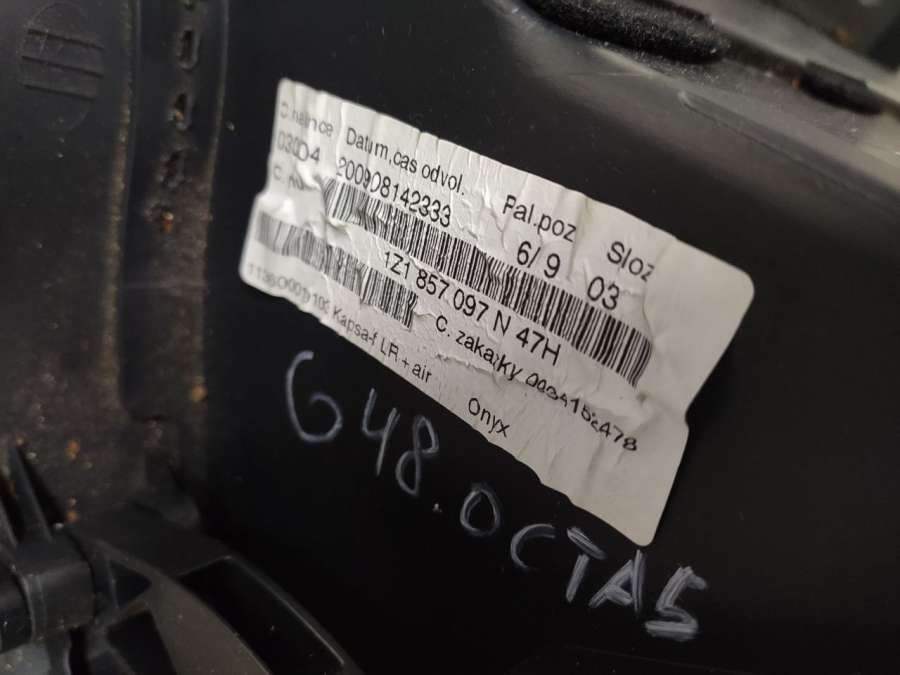 Datum,cas odvol. Pal.poz Sloz
030D4 200908142333 6/9 03
1Z1 857 097 N 47H
C. zakazky
Kapsa-f LR + air Onyx
G48.OCTA5